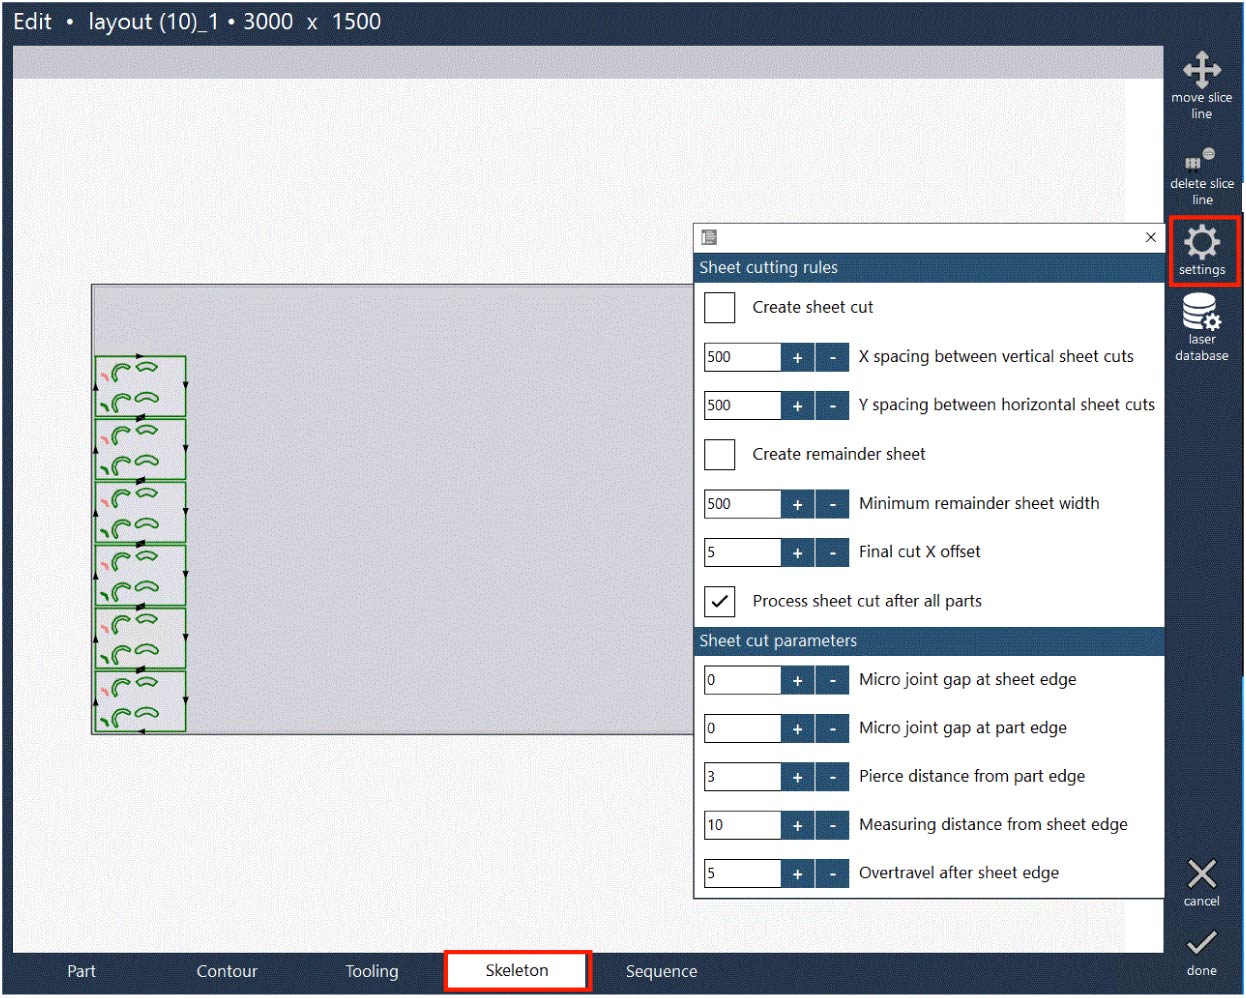 Edit • layout (10)_1 • 3000 x 1500
move slice
line
delete slice
line
settings
laser
database
Sheet cutting rules
Create sheet cut
500 + - X spacing between vertical sheet cuts
500 + - Y spacing between horizontal sheet cuts
Create remainder sheet
500 + - Minimum remainder sheet width
5 + - Final cut X offset
Process sheet cut after all parts
Sheet cut parameters
0 + - Micro joint gap at sheet edge
0 + - Micro joint gap at part edge
3 + - Pierce distance from part edge
10 + - Measuring distance from sheet edge
5 + - Overtravel after sheet edge
cancel
done
Part Contour Tooling Skeleton Sequence